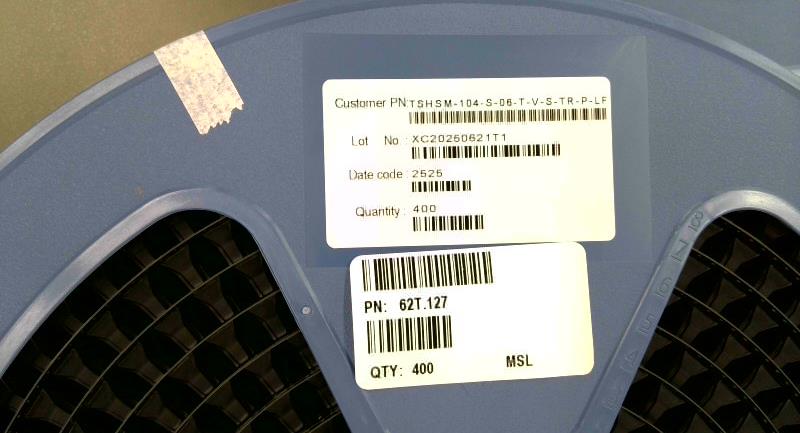 Customer PN:TSHSM-104-S-06-T-V-S-TR-P-LF
Lot No : XC20250621T1
Date code : 2525
Quantity : 400
PN: 62T.127
QTY: 400 MSL